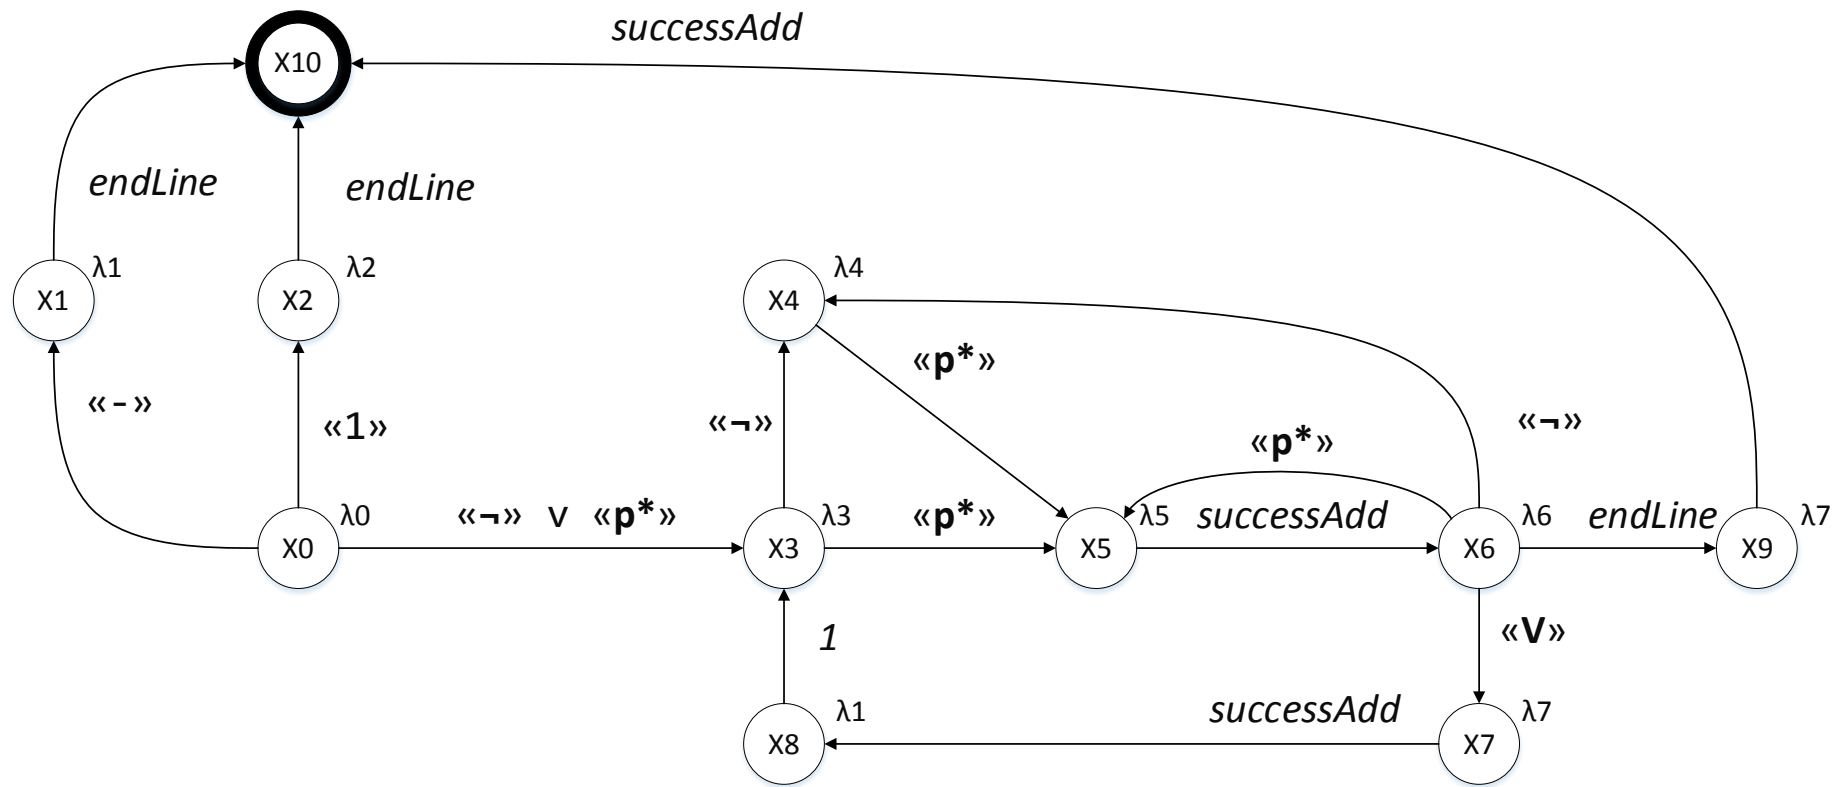 successAdd
X10
endLine
endLine
λ1
λ2
λ4
X1
X2
X4
«p*»
«-»
«1»
«¬»
«¬»
«p*»
λ0
«¬» v «p*»
λ3
«p*»
λ5
successAdd
λ6
endLine
λ7
X0
X3
X5
X6
X9
1
«V»
λ1
successAdd
λ7
X8
X7